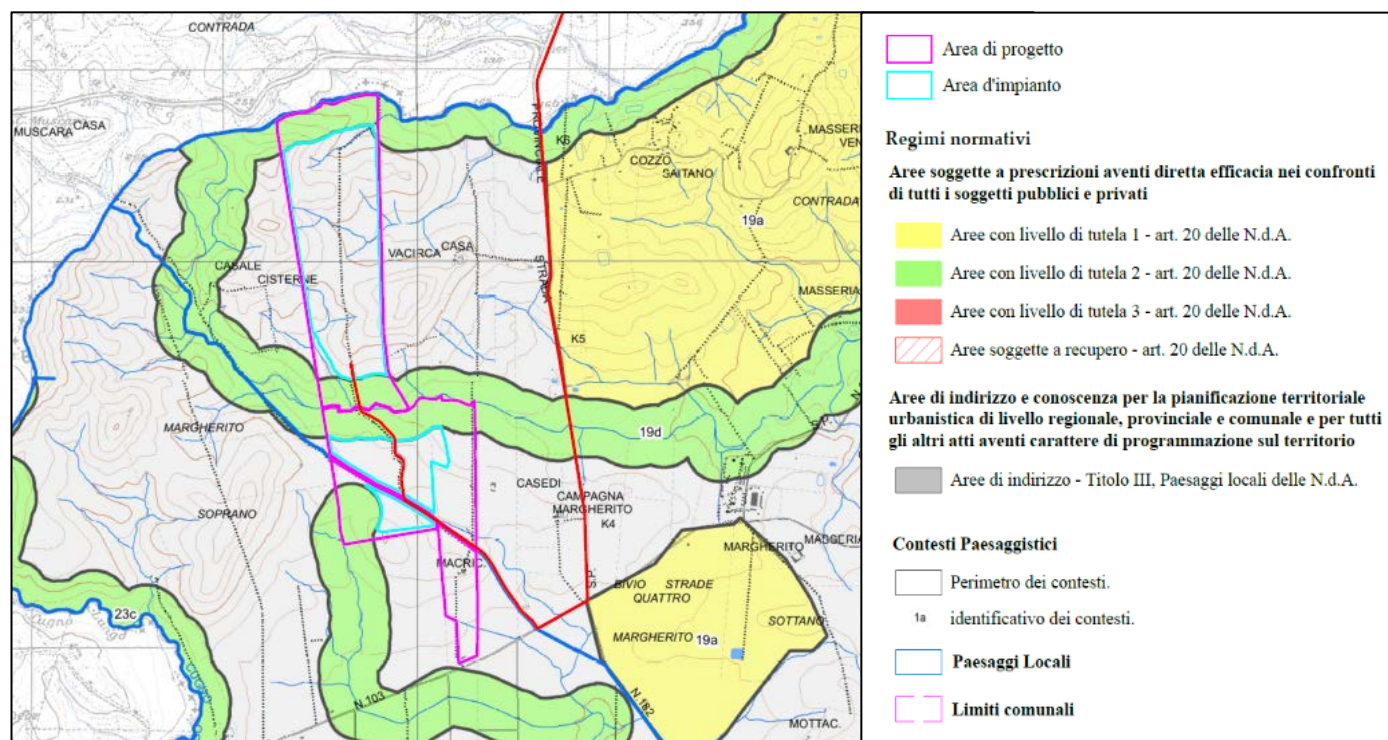 CONTRADA
MUSCARA CASA
PROVINCIALE
STRADA
K6
COZZO
SAITANO
MASSERI
VEN
19a
CONTRADA
VACIRCA CASA
CASALE
CISTERNE
MASSERIA
K5
MARGHERITO
19d
SOPRANO
CASEDI
CAMPAGNA
MARGHERITO
K4
MACRIC.
S.P.
MARGHERITO
MASSERIA
BIVIO STRADE
QUATTRO
SOTTANO
MARGHERITO
19a
23c
N.103
N 182
MOTTAC.
Area di progetto
Area d'impianto
Regimi normativi
Aree soggette a prescrizioni aventi diretta efficacia nei confronti
di tutti i soggetti pubblici e privati
Aree con livello di tutela 1 - art. 20 delle N.d.A.
Aree con livello di tutela 2 - art. 20 delle N.d.A.
Aree con livello di tutela 3 - art. 20 delle N.d.A.
Aree soggette a recupero - art. 20 delle N.d.A.
Aree di indirizzo e conoscenza per la pianificazione territoriale
urbanistica di livello regionale, provinciale e comunale e per tutti
gli altri atti aventi carattere di programmazione sul territorio
Aree di indirizzo - Titolo III, Paesaggi locali delle N.d.A.
Contesti Paesaggistici
Perimetro dei contesti.
1a identificativo dei contesti.
Paesaggi Locali
Limiti comunali